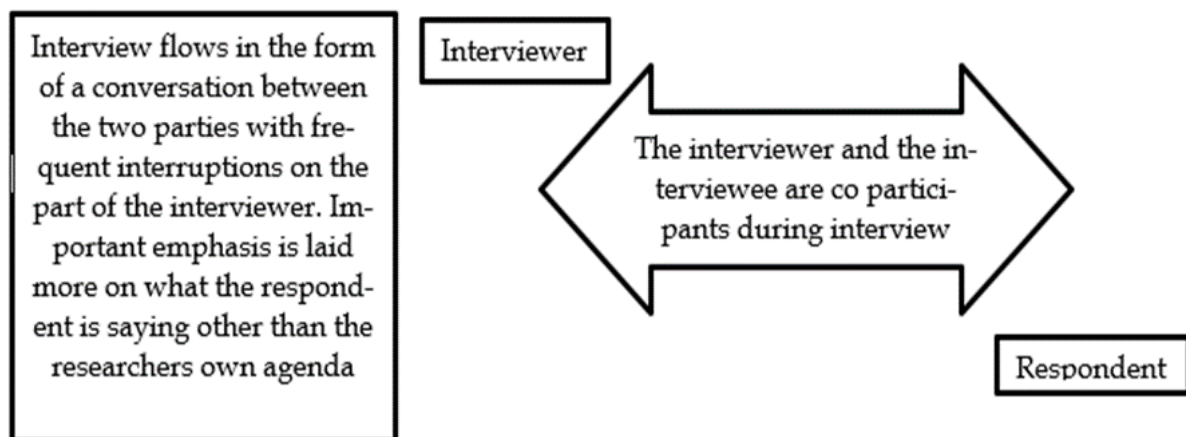 Interview flows in the form
of a conversation between
the two parties with fre-
quent interruptions on the
part of the interviewer. Im-
portant emphasis is laid
more on what the respond-
ent is saying other than the
researchers own agenda
Interviewer
The interviewer and the in-
terviewee are co partici-
pants during interview
Respondent